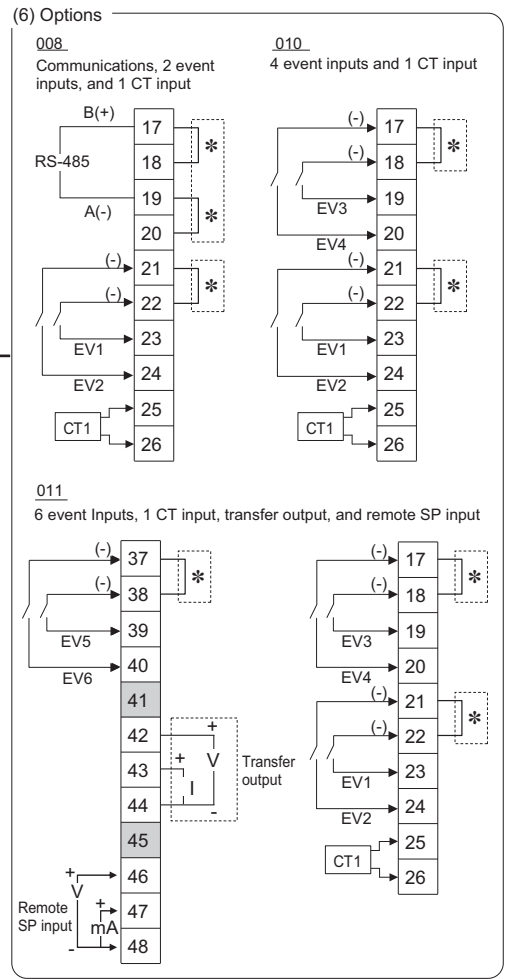 (6) Options
008
Communications, 2 event
inputs, and 1 CT input
B(+)
RS-485
A(-)
17
18
19
20
21
22
23
24
25
26
*
*
*
(-)
(-)
EV1
EV2
CT1
010
4 event inputs and 1 CT input
(-)
(-)
EV3
EV4
(-)
(-)
EV1
EV2
CT1
17
18
19
20
21
22
23
24
25
26
*
*
011
6 event Inputs, 1 CT input, transfer output, and remote SP input
(-)
(-)
EV5
EV6
37
38
39
40
41
42
43
44
45
46
47
48
*
+
+
V
I
-
Transfer
output
+
V
+
Remote
SP input
mA
-
(-)
(-)
EV3
EV4
(-)
(-)
EV1
EV2
CT1
17
18
19
20
21
22
23
24
25
26
*
*